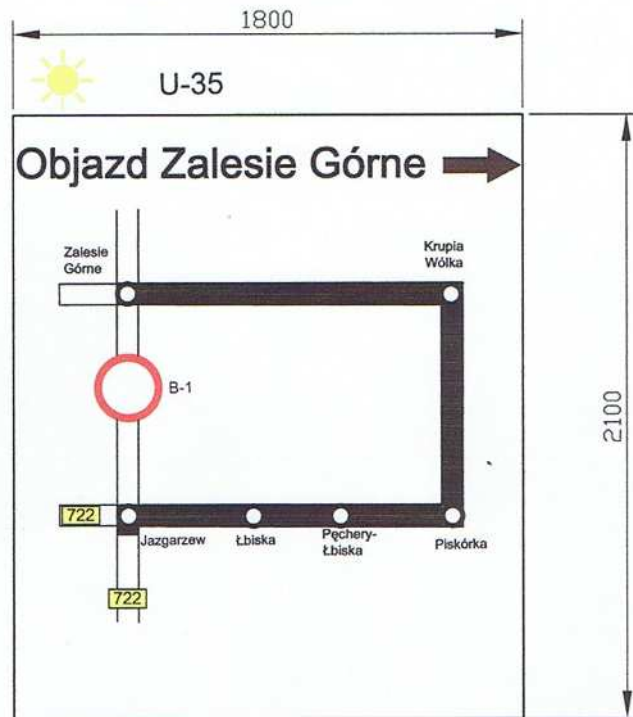 1800
U-35
Objazd Zalesie Górne
Zalesie
Górne
Krupia
Wólka
B-1
2100
722
Jazgarzew
Łbiska
Pęchery-
Łbiska
Piskórka
722